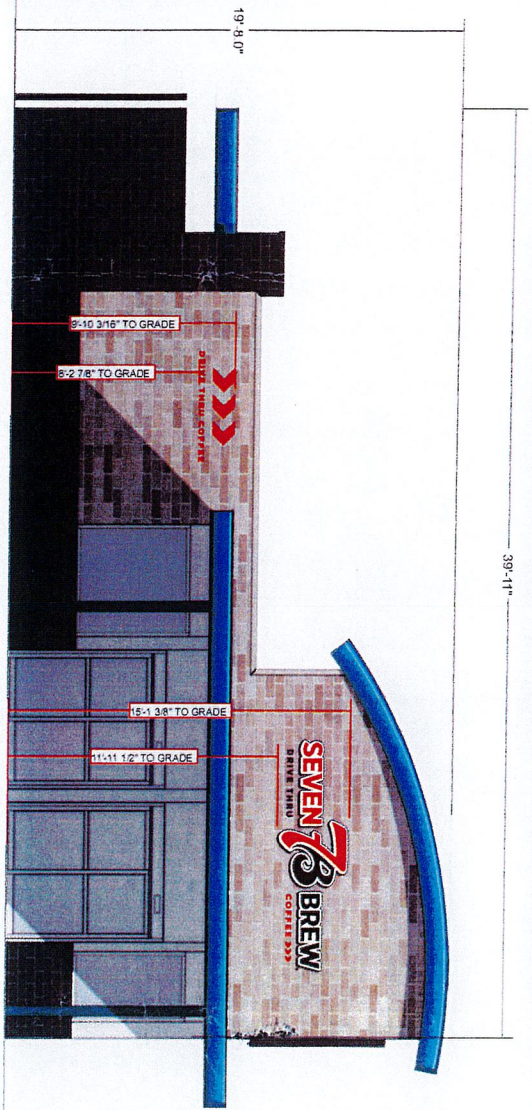 19'-8.0"
39'-11"
9'-10 3/16" TO GRADE
8'-2 7/8" TO GRADE
DRIVE THRU COFFEE
15'-1 3/8" TO GRADE
11'-11 1/2" TO GRADE
SEVEN 7B BREW
DRIVE THRU COFFEE >>>